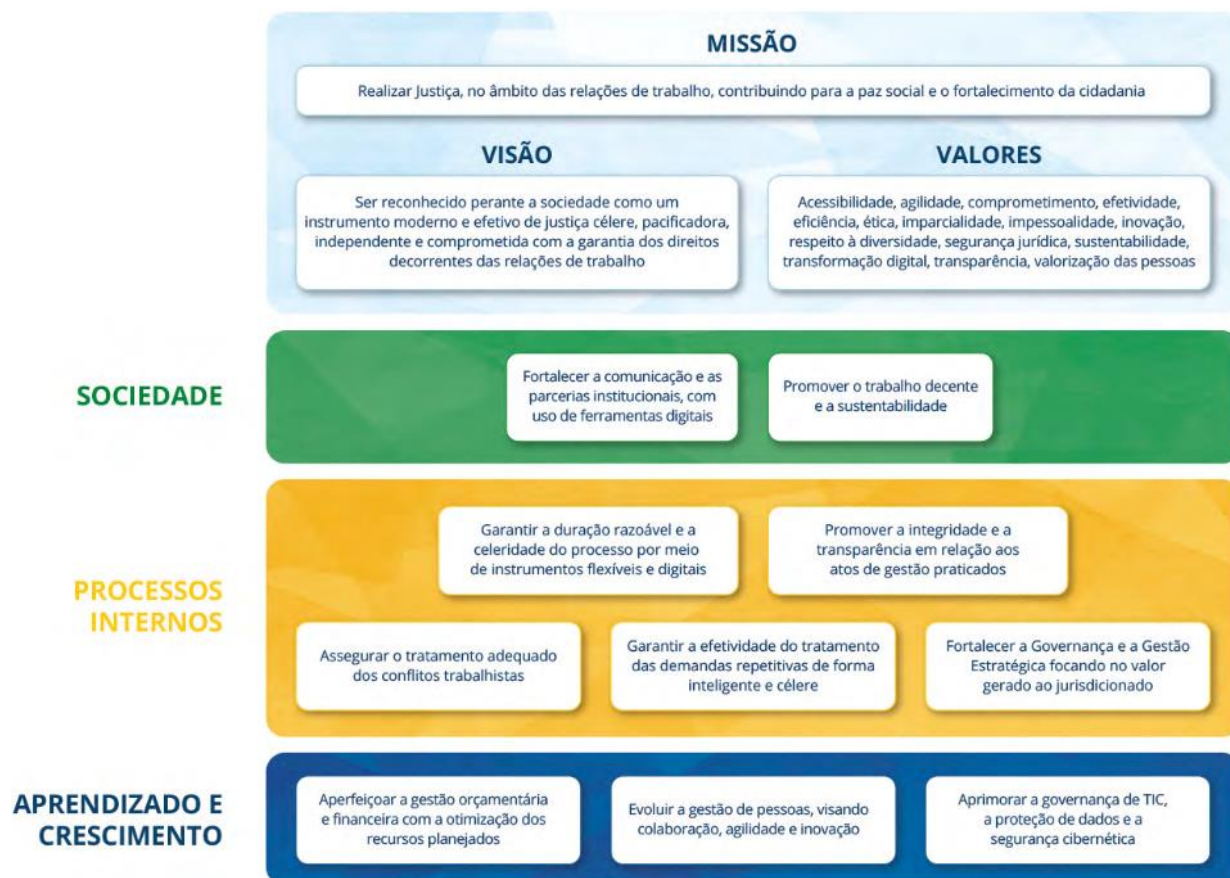 MISSÃO
Realizar Justiça, no âmbito das relações de trabalho, contribuindo para a paz social e o fortalecimento da cidadania
VISÃO
Ser reconhecido perante a sociedade como um
instrumento moderno e efetivo de justiça célere, pacificadora,
independente e comprometida com a garantia dos direitos
decorrentes das relações de trabalho
VALORES
Acessibilidade, agilidade, comprometimento, efetividade,
eficiência, ética, imparcialidade, impessoalidade, inovação,
respeito à diversidade, segurança jurídica, sustentabilidade,
transformação digital, transparência, valorização das pessoas
SOCIEDADE
Fortalecer a comunicação e as
parcerias institucionais, com
uso de ferramentas digitais
Promover o trabalho decente
e a sustentabilidade
PROCESSOS
INTERNOS
Garantir a duração razoável e a
celeridade do processo por meio
de instrumentos flexíveis e digitais
Promover a integridade e a
transparência em relação aos
atos de gestão praticados
Assegurar o tratamento adequado
dos conflitos trabalhistas
Garantir a efetividade do tratamento
das demandas repetitivas de forma
inteligente e célere
Fortalecer a Governança e a Gestão
Estratégica focando no valor
gerado ao jurisdicionado
APRENDIZADO E
CRESCIMENTO
Aperfeiçoar a gestão orçamentária
e financeira com a otimização dos
recursos planejados
Evoluir a gestão de pessoas, visando
colaboração, agilidade e inovação
Aprimorar a governança de TIC,
a proteção de dados e a
segurança cibernética